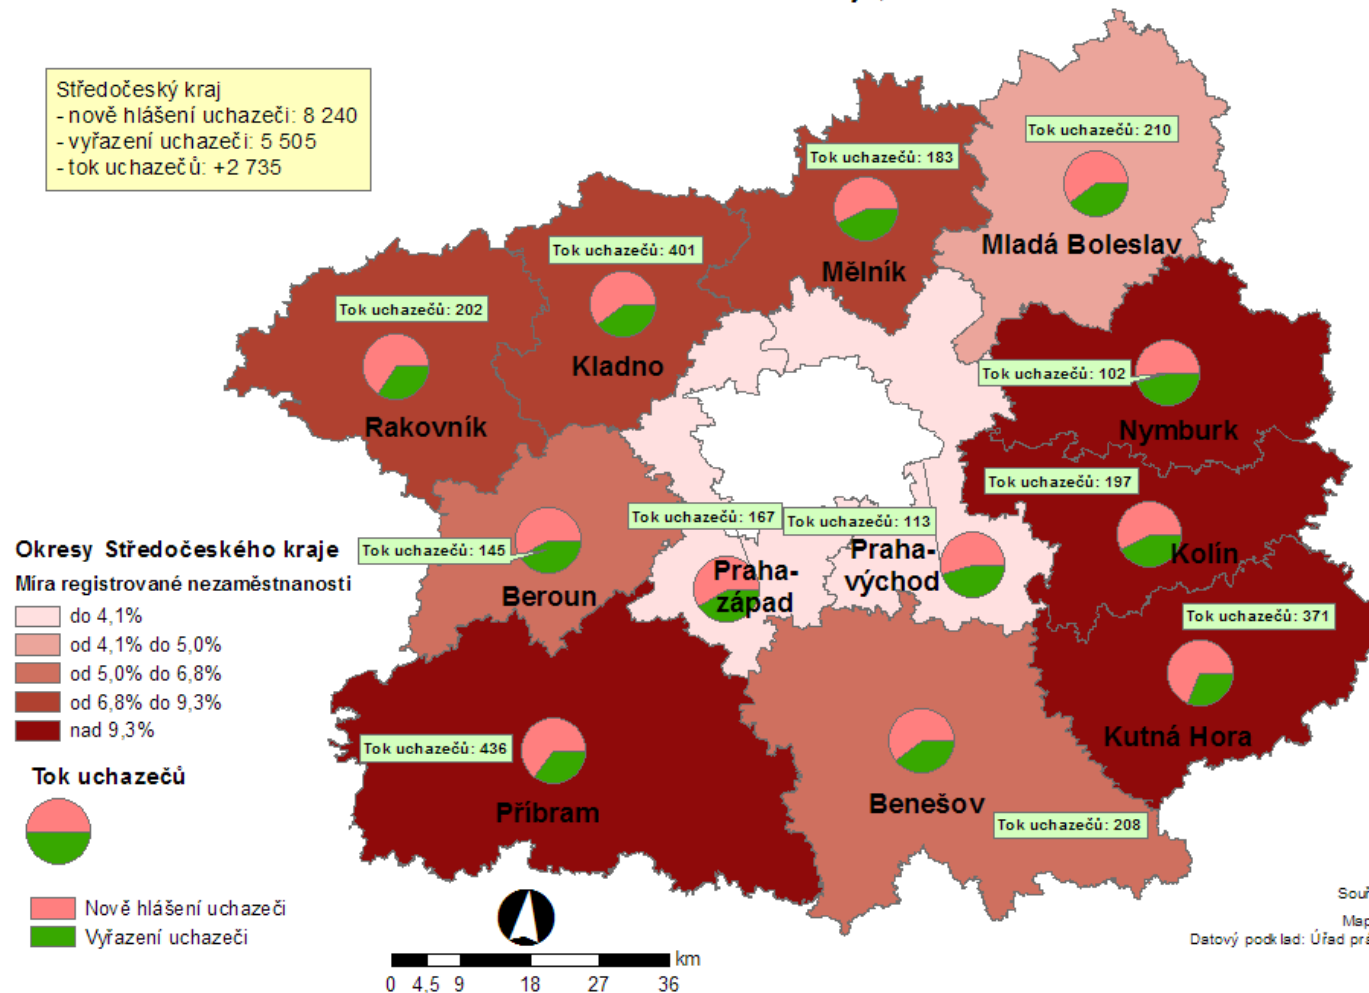 Středočeský kraj
- nově hlášení uchazeči: 8 240
- vyřazení uchazeči: 5 505
- tok uchazečů: +2 735
Tok uchazečů: 210
Mladá Boleslav
Tok uchazečů: 183
Mělník
Tok uchazečů: 401
Kladno
Tok uchazečů: 202
Rakovník
Tok uchazečů: 102
Nymburk
Tok uchazečů: 197
Kolín
Tok uchazečů: 167
Praha-
západ
Tok uchazečů: 113
Praha-
východ
Tok uchazečů: 145
Beroun
Tok uchazečů: 371
Kutná Hora
Tok uchazečů: 436
Příbram
Benešov
Tok uchazečů: 208
Okresy Středočeského kraje
Míra registrované nezaměstnanosti
do 4,1%
od 4,1% do 5,0%
od 5,0% do 6,8%
od 6,8% do 9,3%
nad 9,3%
Tok uchazečů
Nově hlášení uchazeči
Vyřazení uchazeči
km
0 4,5 9 18 27 36
Datový podklad: Úřad